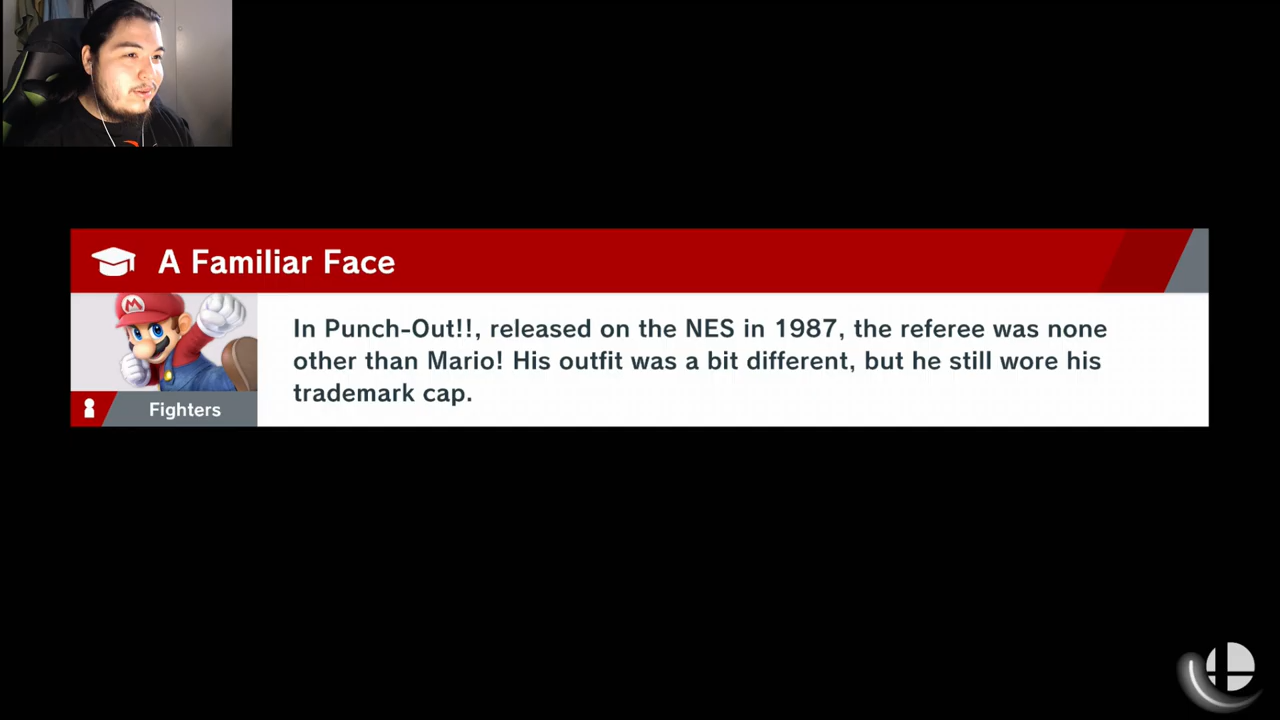 A Familiar Face
In Punch-Out!!, released on the NES in 1987, the referee was none
other than Mario! His outfit was a bit different, but he still wore his
trademark cap.
Fighters